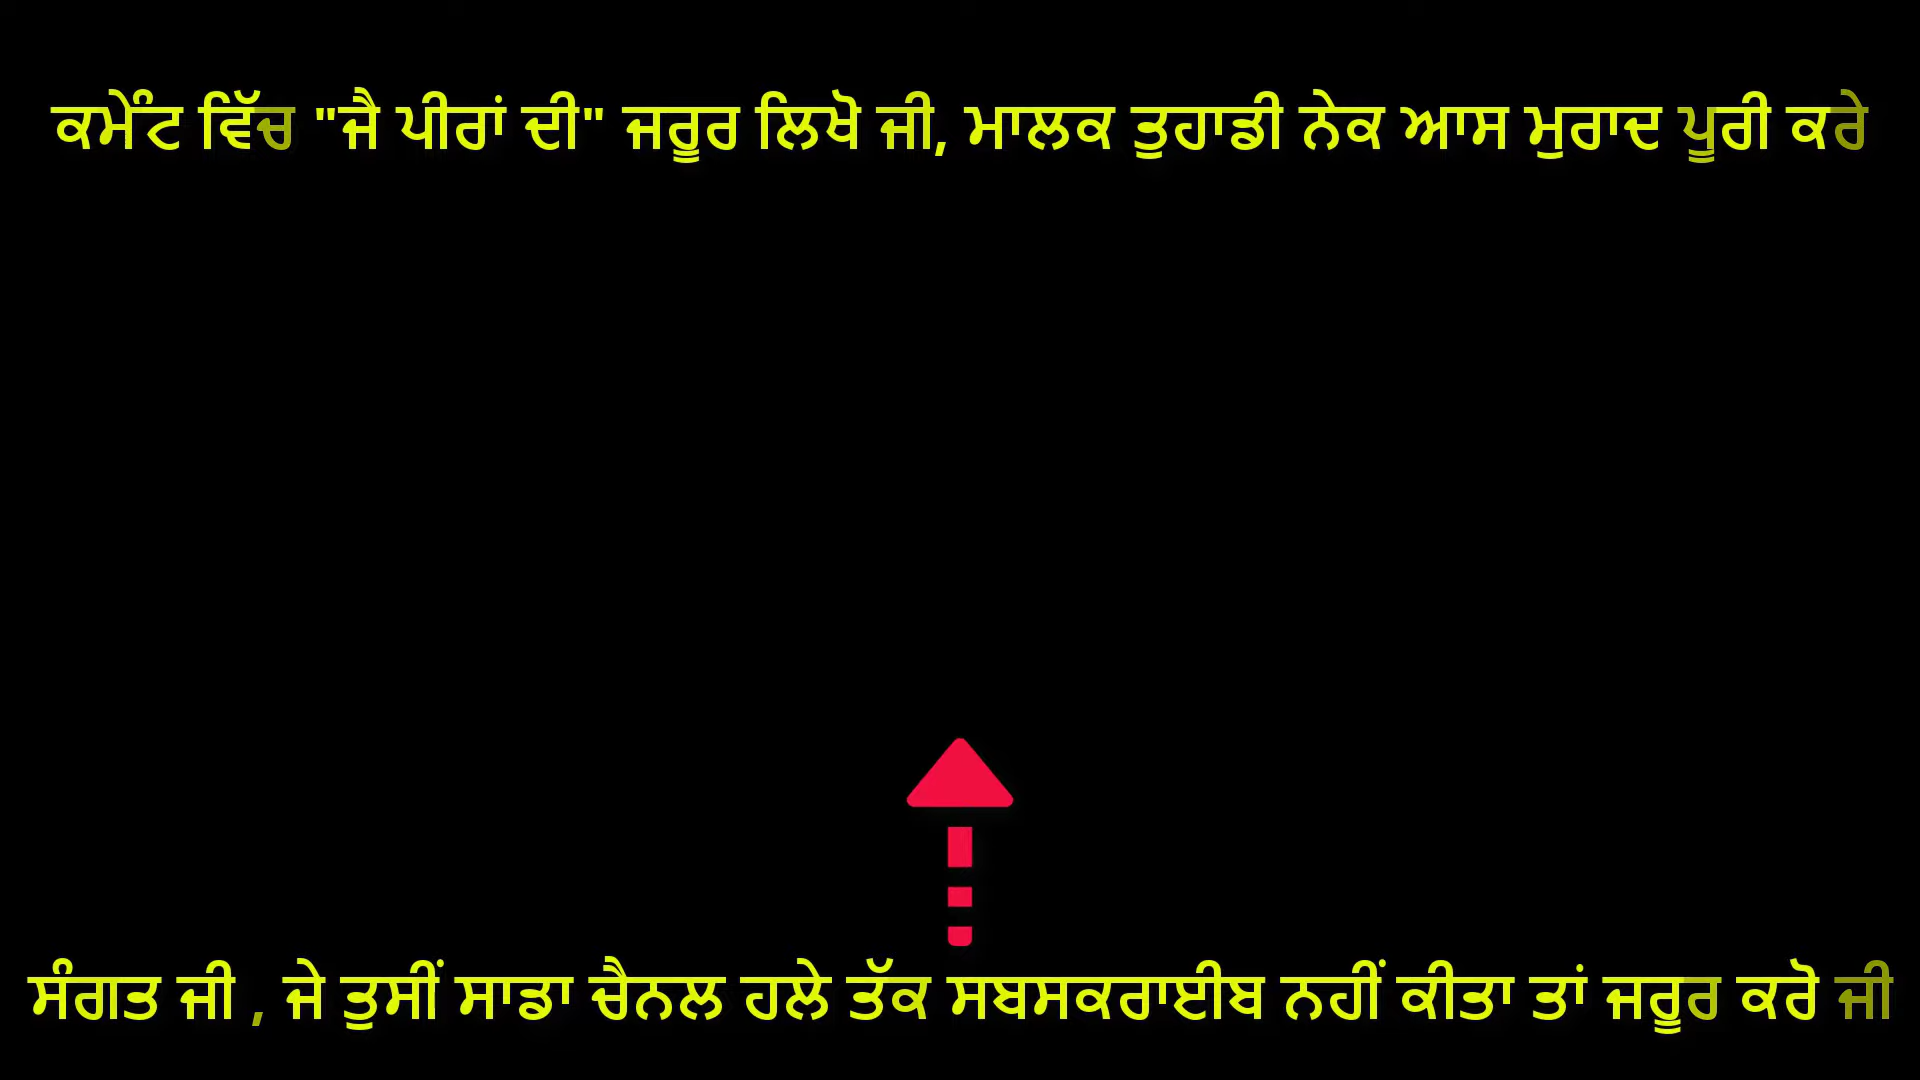 ਕਮੇੰਟ ਵਿੱਚ "ਜੈ ਪੀਰਾਂ ਦੀ" ਜਰੂਰ ਲਿਖੋ ਜੀ, ਮਾਲਕ ਤੁਹਾਡੀ ਨੇਕ ਆਸ ਮੁਰਾਦ ਪੂਰੀ ਕਰੇ
ਸੰਗਤ ਜੀ , ਜੇ ਤੁਸੀਂ ਸਾਡਾ ਚੈਨਲ ਹਲੇ ਤੱਕ ਸਬਸਕਰਾਈਬ ਨਹੀਂ ਕੀਤਾ ਤਾਂ ਜਰੂਰ ਕਰੋ ਜੀ